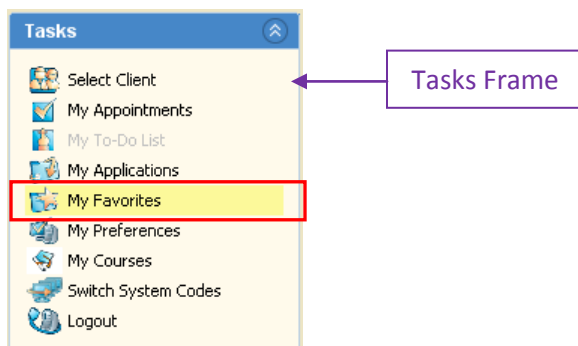 Tasks
Select Client
Tasks Frame
My Appointments
My To-Do List
My Applications
My Favorites
My Preferences
My Courses
Switch System Codes
Logout